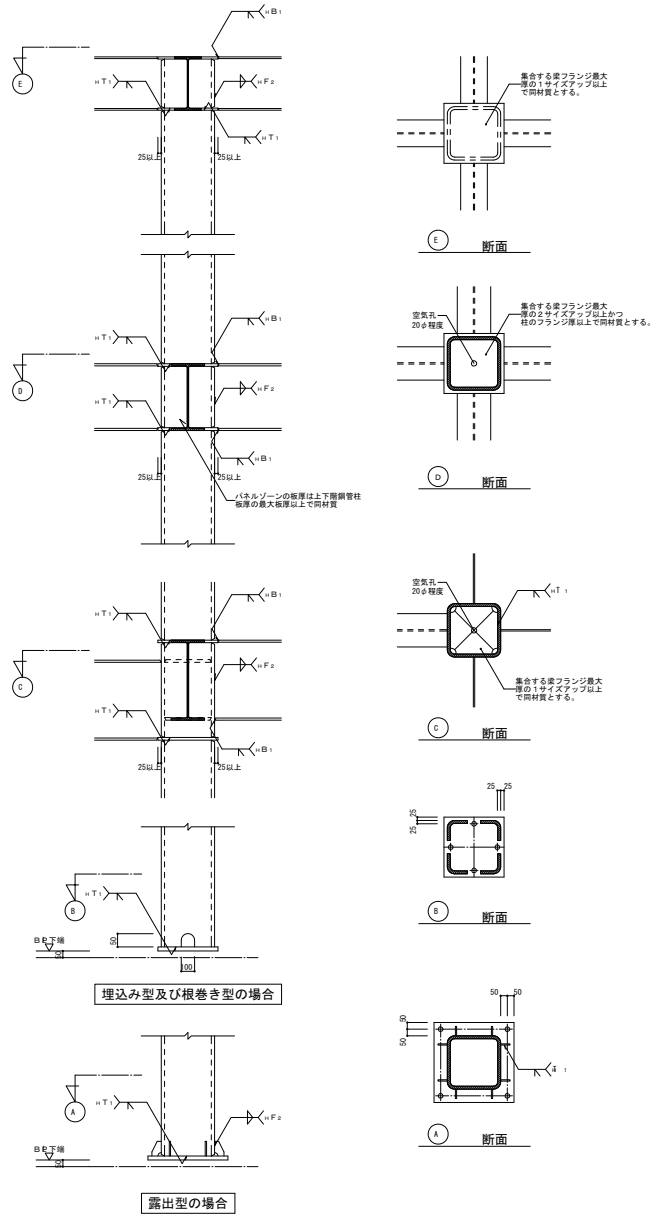 HB1
E
HT1
HF2
HT1
25以上
25以上
集合する梁フランジ最大
厚の1サイズアップ以上
で同材質とする。
E 断面
HB1
HT1
D
HF2
HT1
HB1
25以上
25以上
パネルゾーンの板厚は上下階鋼管柱
板厚の最大板厚以上で同材質
空気孔
20φ程度
集合する梁フランジ最大
厚の2サイズアップ以上かつ
柱のフランジ厚以上で同材質とする。
D 断面
HB1
HT1
C
HF2
HT1
HB1
25以上
25以上
空気孔
20φ程度
HT1
集合する梁フランジ最大
厚の1サイズアップ以上
で同材質とする。
C 断面
HT1
B
BP下端
50
50
100
埋込み型及び根巻き型の場合
25 25
25
25
B 断面
A
HT1
HF2
BP下端
50
露出型の場合
50 50
50
50
A 断面